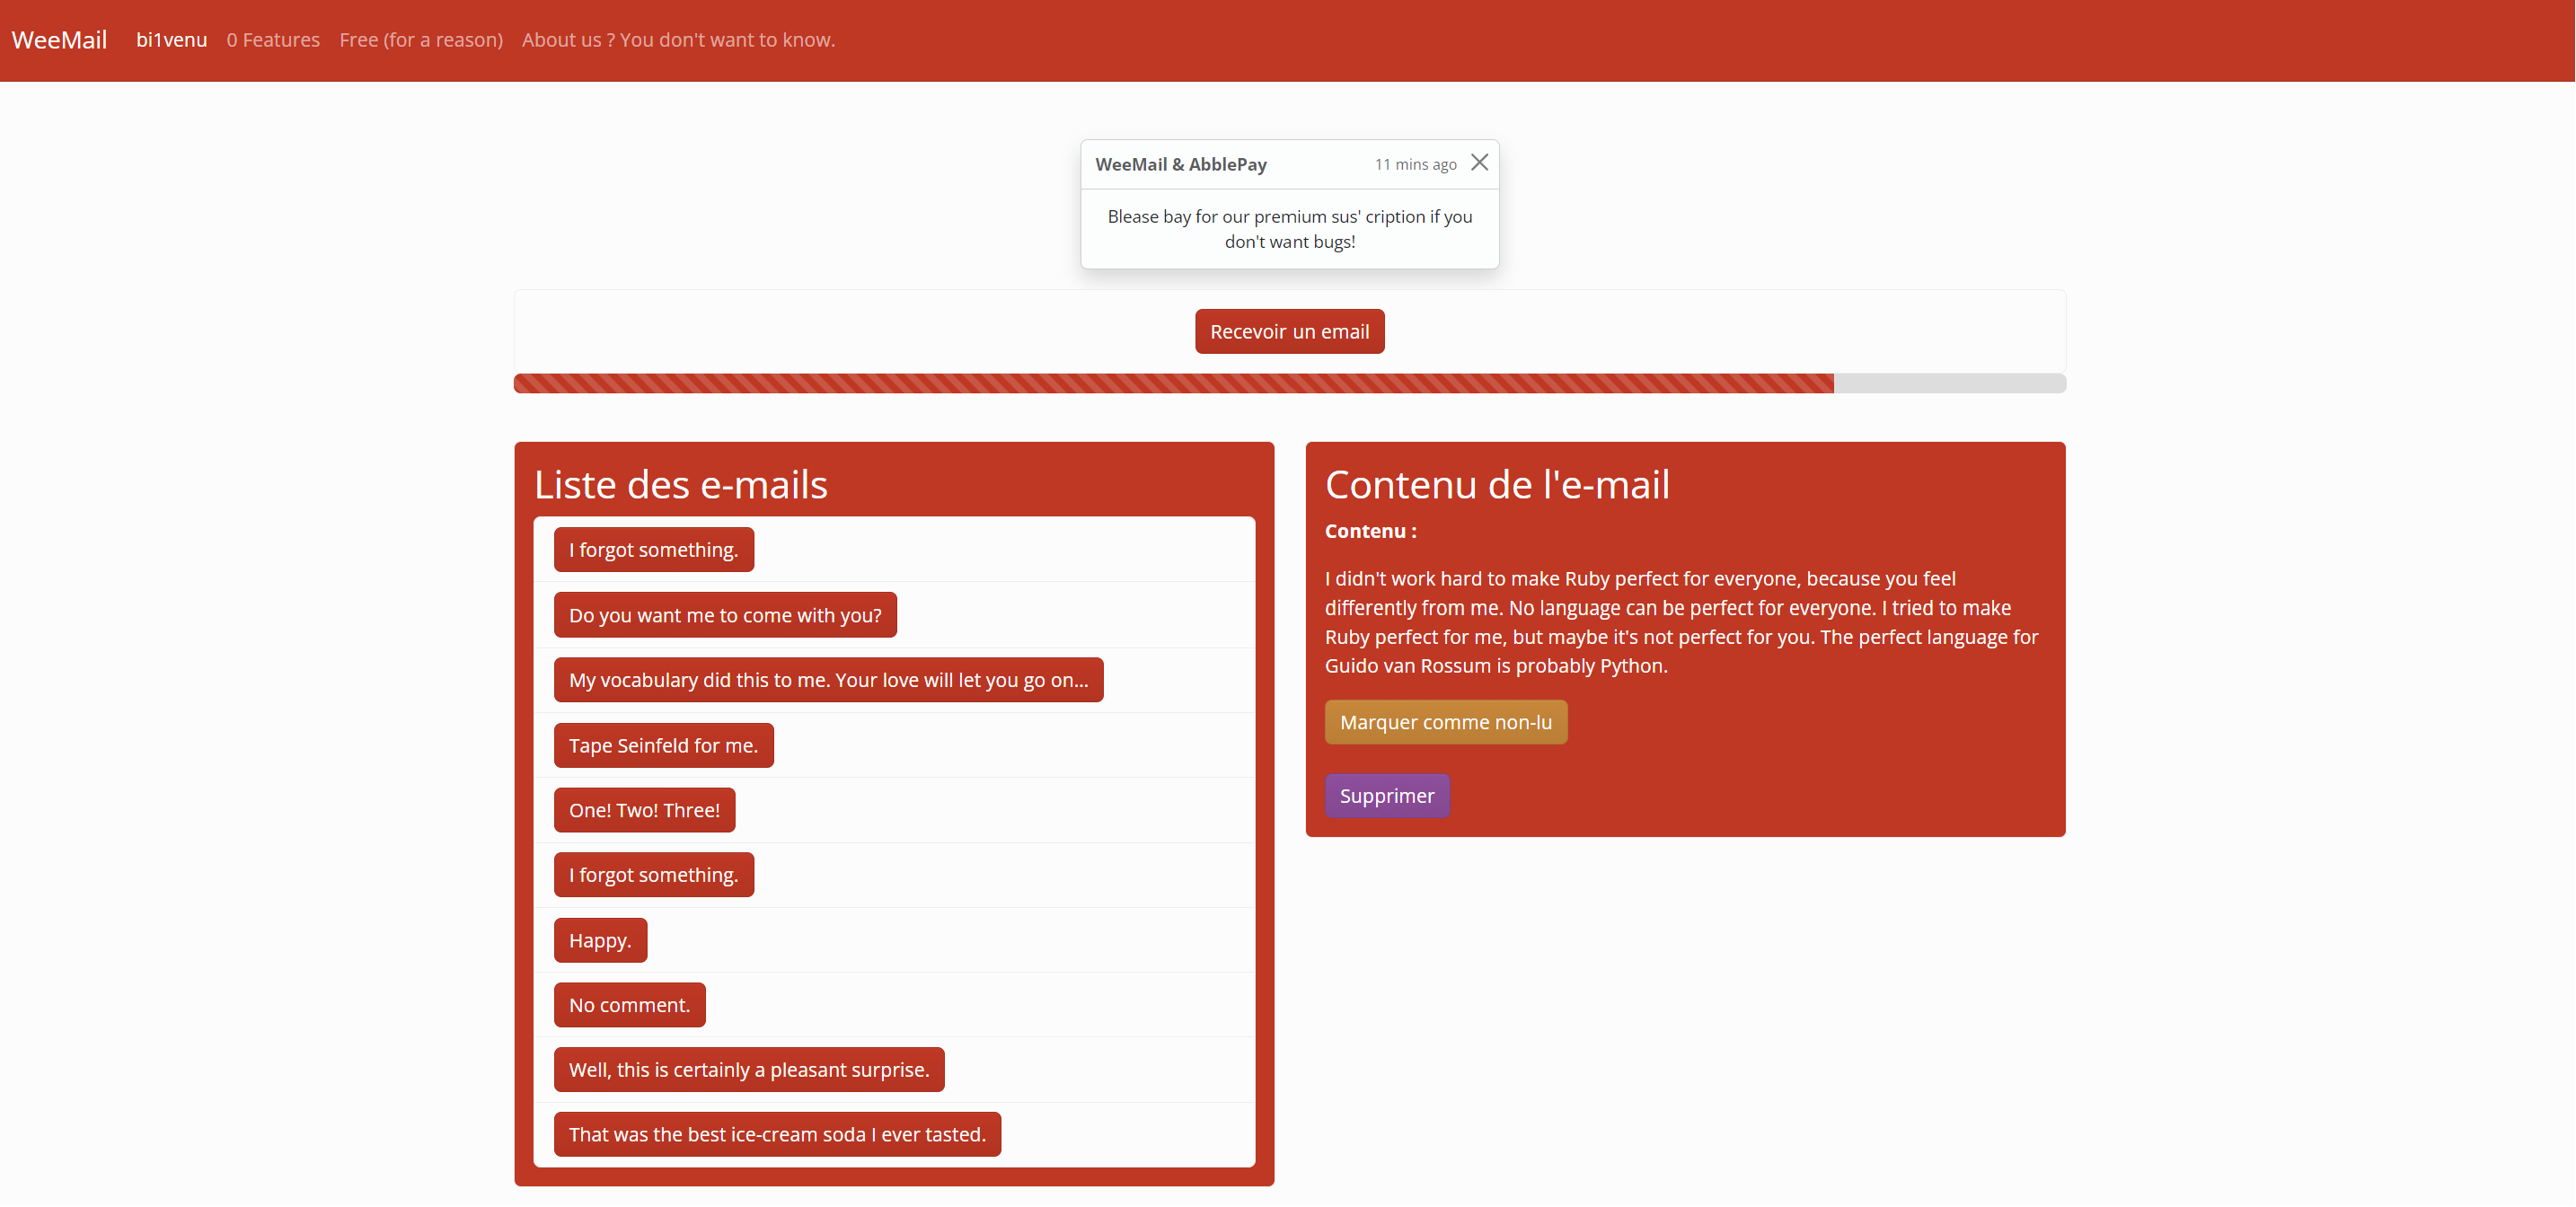 WeeMail bi1venu 0 Features Free (for a reason) About us ? You don't want to know.
WeeMail & AbblePay 11 mins ago
Blease bay for our premium sus' cription if you
don't want bugs!
Recevoir un email
Liste des e-mails
I forgot something.
Do you want me to come with you?
My vocabulary did this to me. Your love will let you go on...
Tape Seinfeld for me.
One! Two! Three!
I forgot something.
Happy.
No comment.
Well, this is certainly a pleasant surprise.
That was the best ice-cream soda I ever tasted.
Contenu de l'e-mail
Contenu :
I didn't work hard to make Ruby perfect for everyone, because you feel
differently from me. No language can be perfect for everyone. I tried to make
Ruby perfect for me, but maybe it's not perfect for you. The perfect language for
Guido van Rossum is probably Python.
Marquer comme non-lu
Supprimer